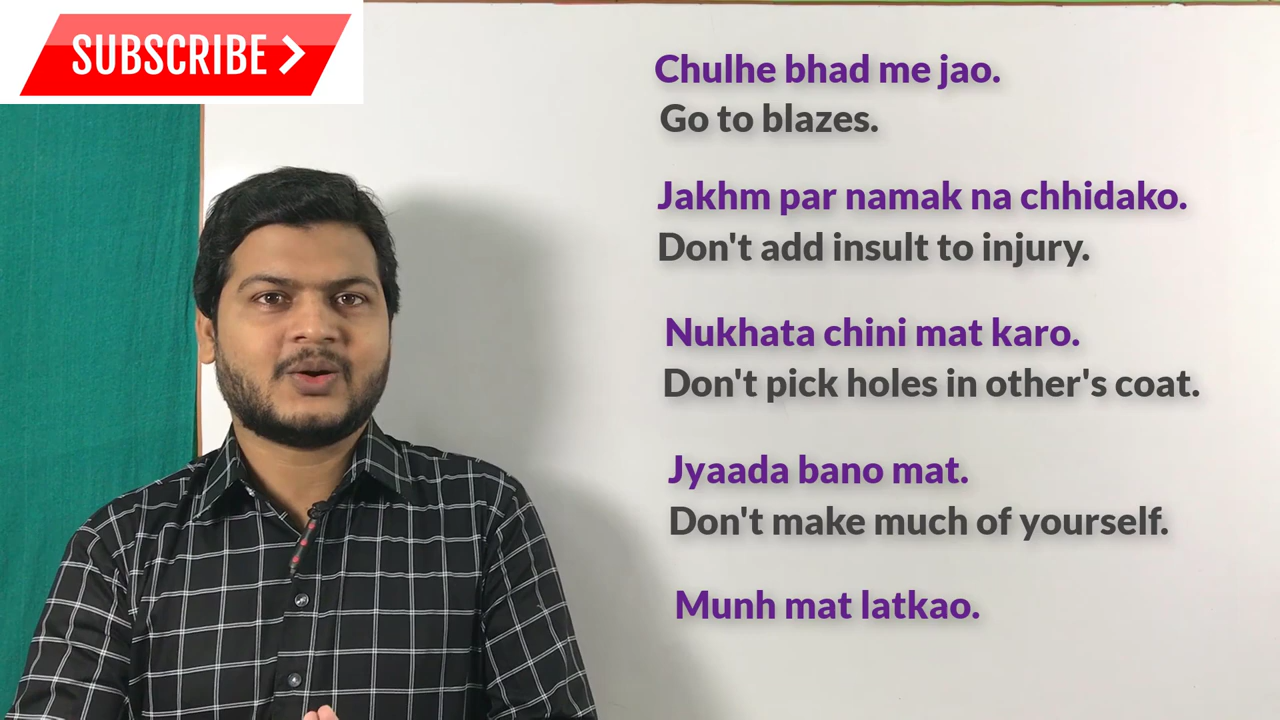 SUBSCRIBE
Chulhe bhad me jao.
Go to blazes.
Jakhm par namak na chhidako.
Don't add insult to injury.
Nukhata chini mat karo.
Don't pick holes in other's coat.
Jyaada bano mat.
Don't make much of yourself.
Munh mat latkao.